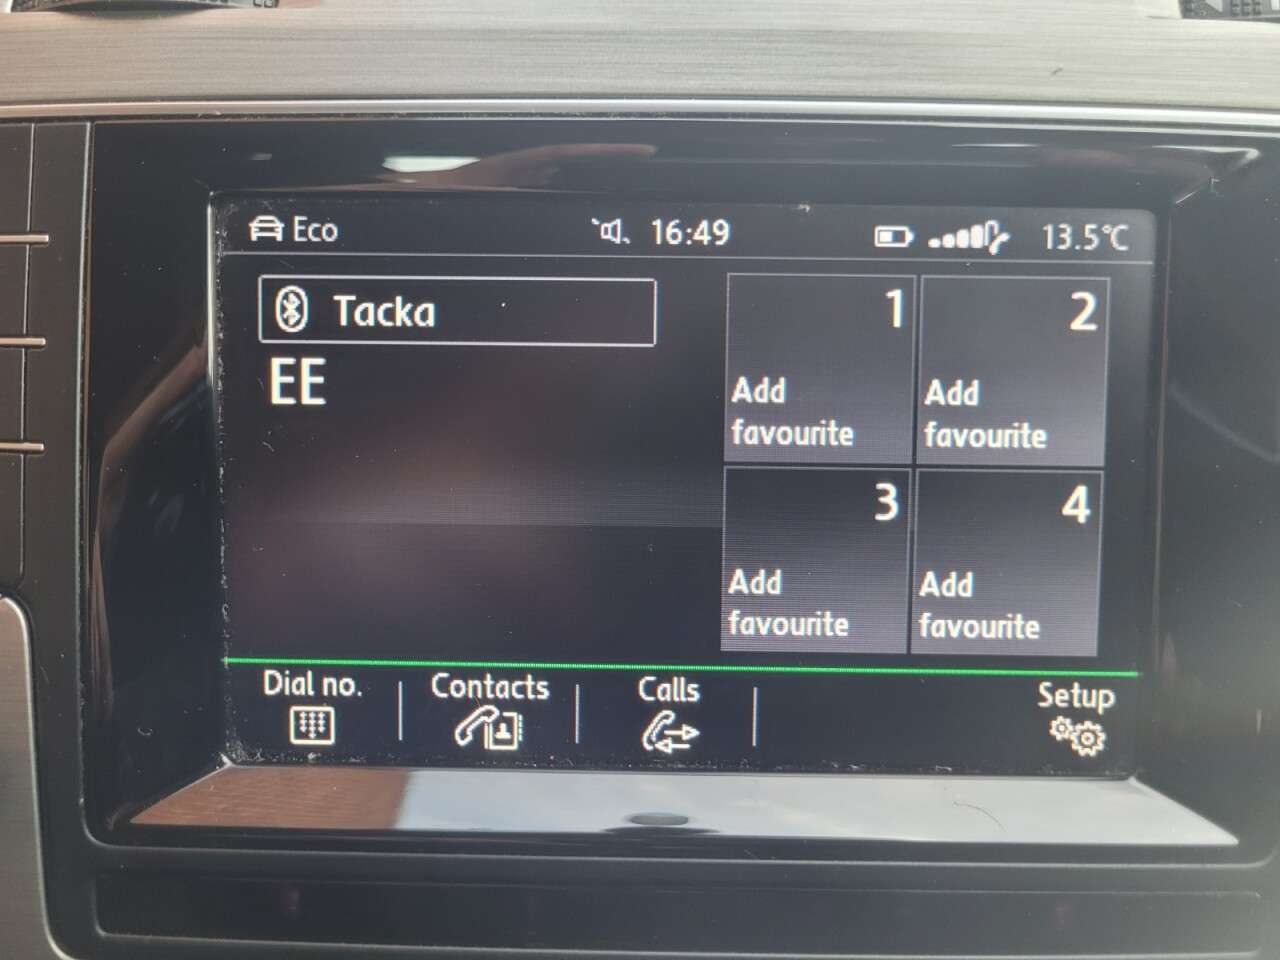 Eco 16:49 13.5°C
Tacka
EE
1
Add
favourite
2
Add
favourite
3
Add
favourite
4
Add
favourite
Dial no. Contacts Calls Setup